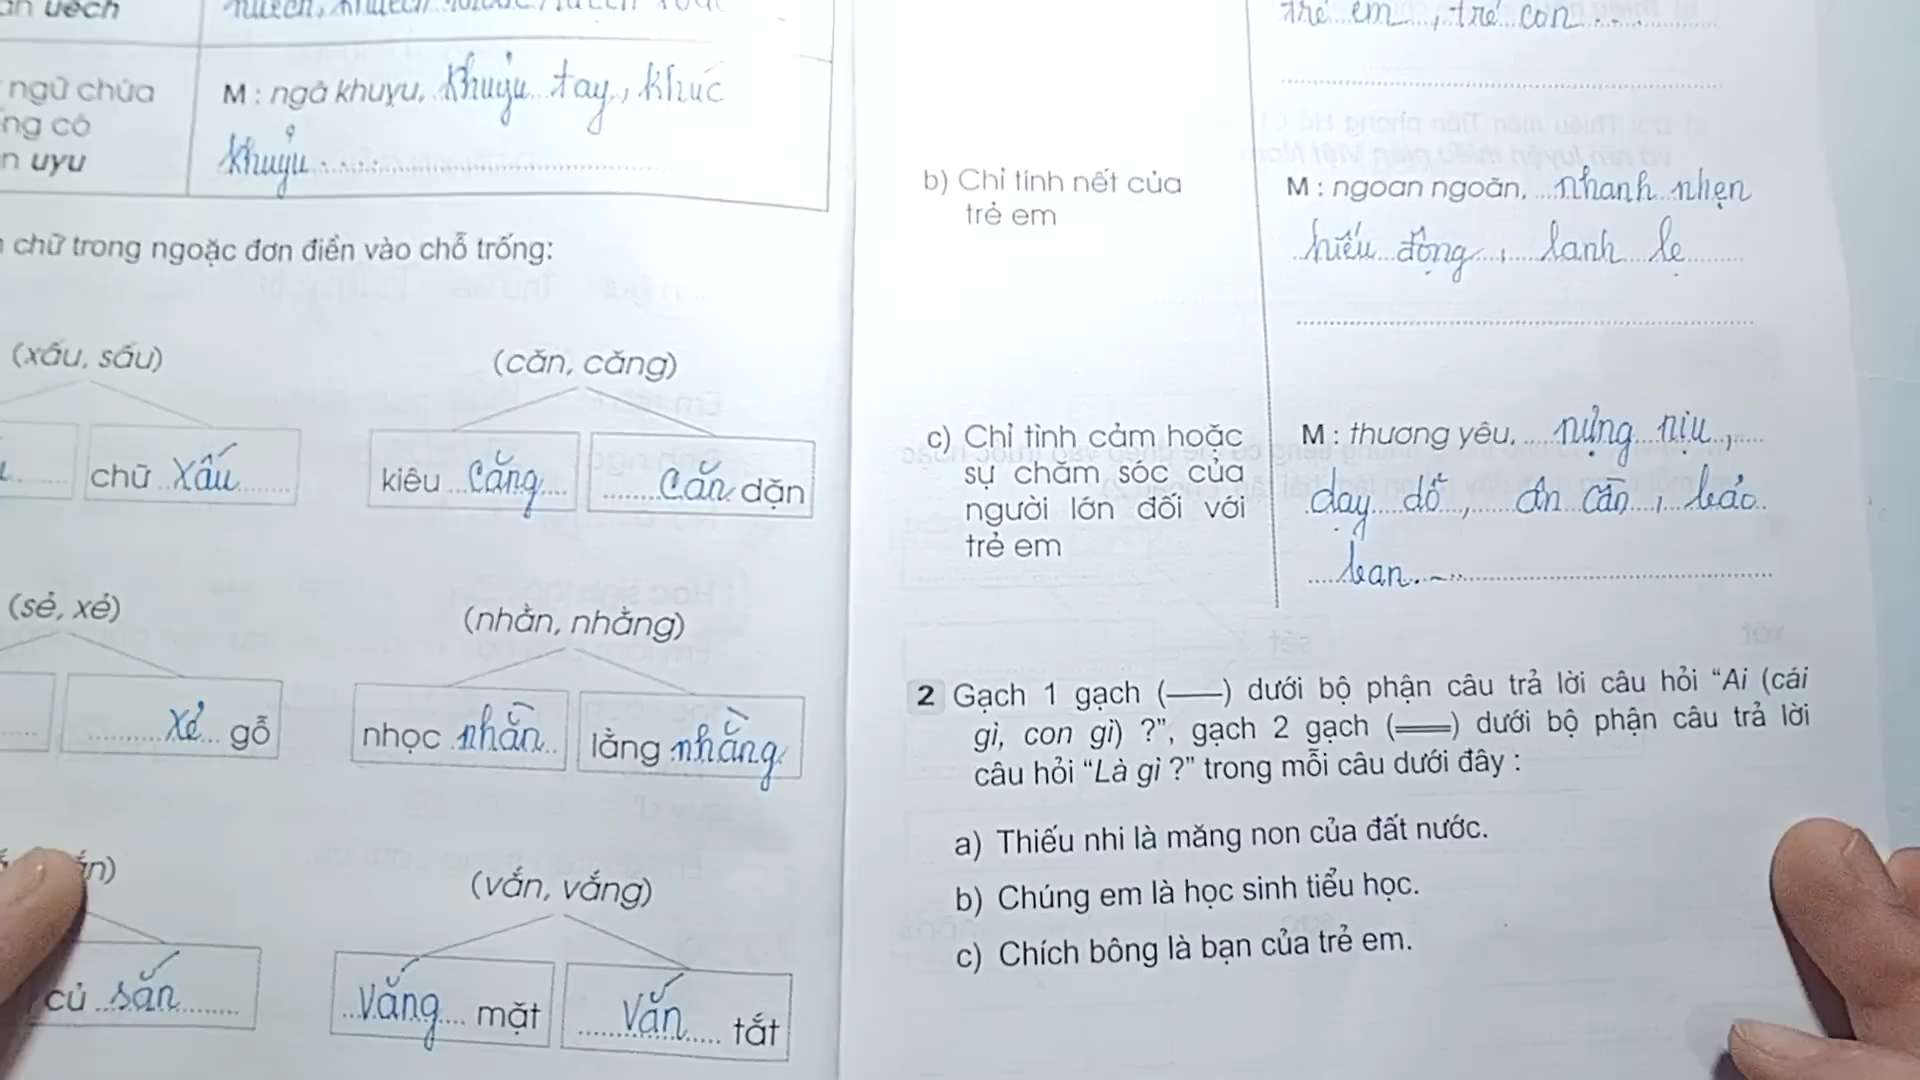 uêch
ngữ chứa
M : ngã khuỵu, khuỷu tay, khúc
ng có
khuỷu
n uyu
chữ trong ngoặc đơn điền vào chỗ trống:
(xấu, sấu)
(căn, căng)
chữ xấu
kiêu căng
căn dặn
(sẻ, xẻ)
(nhằn, nhằng)
xẻ gỗ
nhọc nhằn
lằng nhằng
(vắn, vắng)
củ sắn
vắng mặt
vắn tắt
trẻ em, trẻ con
b) Chỉ tính nết của
trẻ em
M : ngoan ngoãn, nhanh nhẹn
hiếu động, lanh lẹ
c) Chỉ tình cảm hoặc
sự chăm sóc của
người lớn đối với
trẻ em
M : thương yêu, nựng nịu,
dạy dỗ, ân cần, bảo
ban.
2 Gạch 1 gạch (——) dưới bộ phận câu trả lời câu hỏi “Ai (cái
gì, con gì) ?”, gạch 2 gạch (═══) dưới bộ phận câu trả lời
câu hỏi “Là gì ?” trong mỗi câu dưới đây :
a) Thiếu nhi là măng non của đất nước.
b) Chúng em là học sinh tiểu học.
c) Chích bông là bạn của trẻ em.